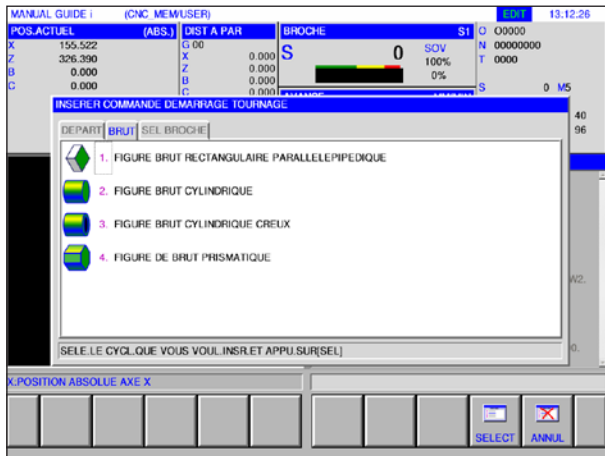 MANUAL GUIDE i (CNC_MEM/USER) EDIT 13.12.26
POS.ACTUEL (ABS.) DIST A PAR BROCHE S1 O O0000
X 155.522 G 00 S 0 SOV N 00000000
Z 326.390 X 0.000 100% T 0000
B 0.000 Z 0.000 0%
C 0.000 B 0.000 S 0 M5
C 0.000
INSERER COMMANDE DEMARRAGE TOURNAGE
40
DEPART BRUT SEL BROCHE 96
1. FIGURE BRUT RECTANGULAIRE PARALLELEPIPEDIQUE
2. FIGURE BRUT CYLINDRIQUE
3. FIGURE BRUT CYLINDRIQUE CREUX
4. FIGURE DE BRUT PRISMATIQUE
W2.
0.
SELE.LE CYCL.QUE VOUS VOUL.INSR.ET APPU.SUR[SEL]
X:POSITION ABSOLUE AXE X
SELECT ANNUL